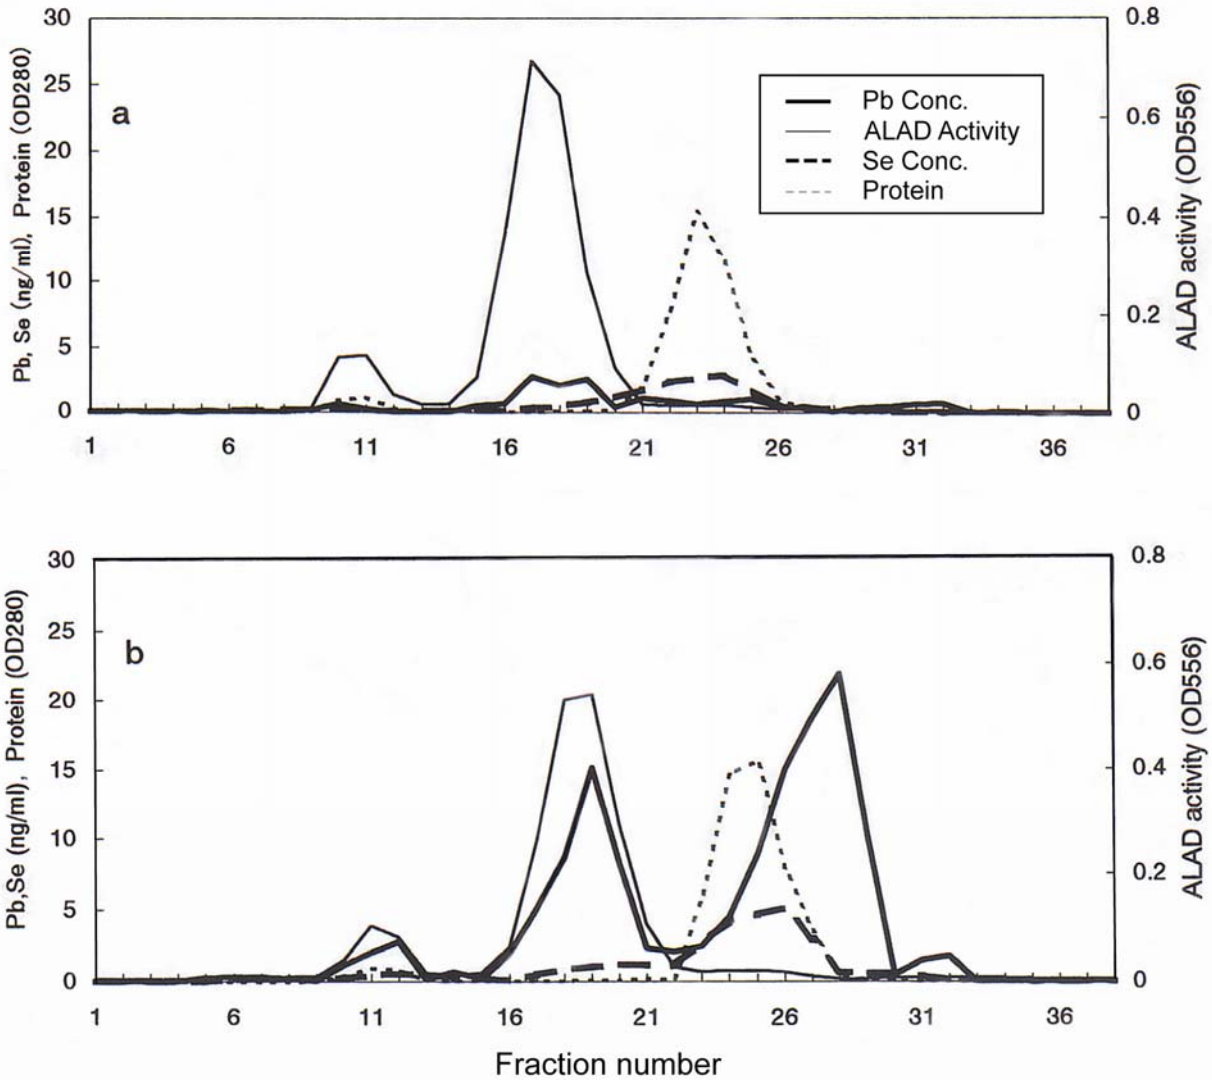 30
25
20
15
10
5
0
Pb, Se (ng/ml), Protein (OD280)
a
Pb Conc.
ALAD Activity
Se Conc.
Protein
0.8
0.6
0.4
0.2
0
ALAD activity (OD556)
1 6 11 16 21 26 31 36
30
25
20
15
10
5
0
Pb,Se (ng/ml), Protein (OD280)
b
0.8
0.6
0.4
0.2
0
ALAD activity (OD556)
1 6 11 16 21 26 31 36
Fraction number